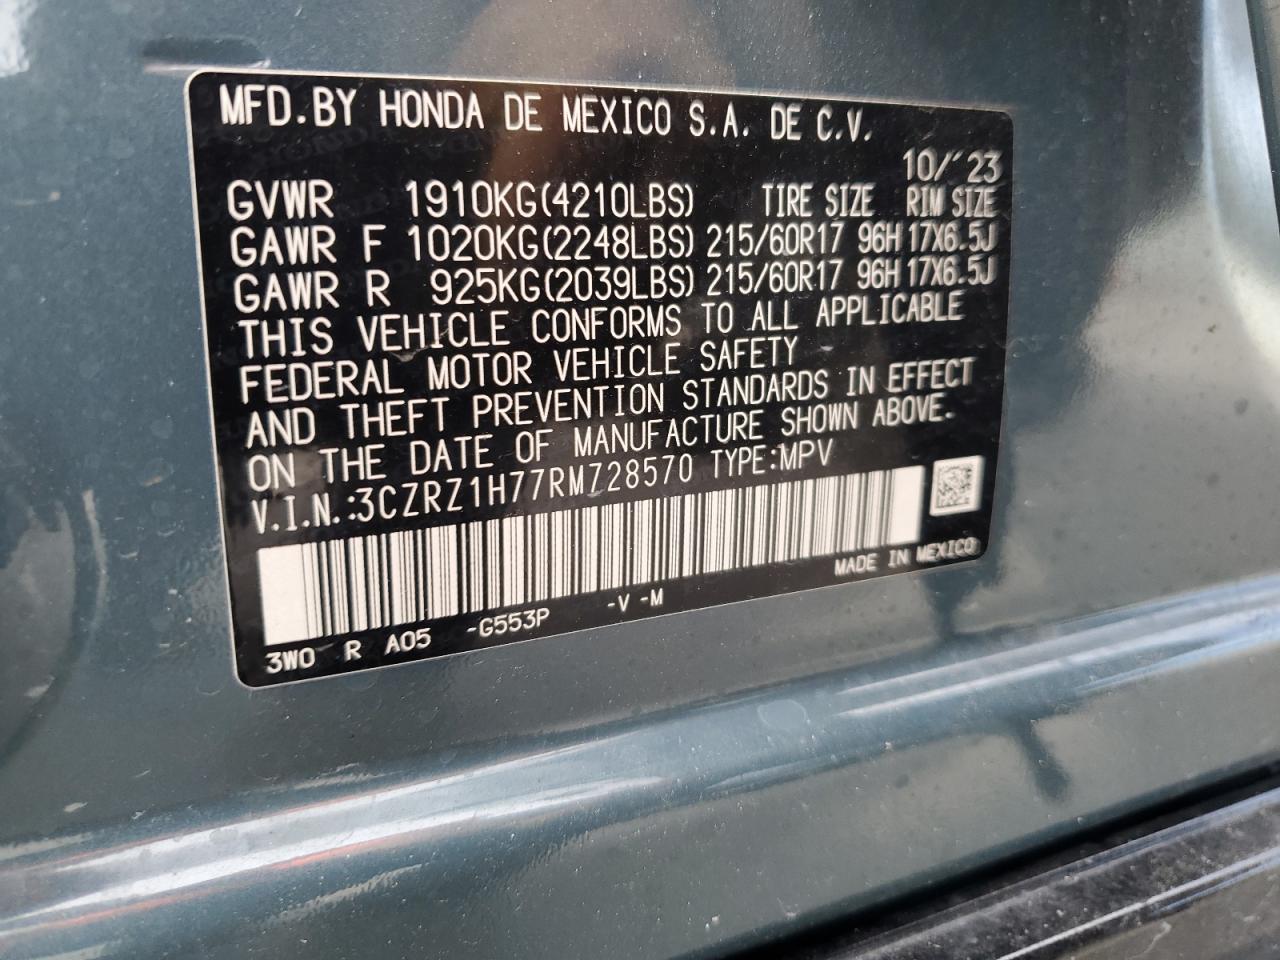 MFD.BY HONDA DE MEXICO S.A. DE C.V.
10/'23
GVWR 1910KG(4210LBS) TIRE SIZE RIM SIZE
GAWR F 1020KG(2248LBS) 215/60R17 96H 17X6.5J
GAWR R 925KG(2039LBS) 215/60R17 96H 17X6.5J
THIS VEHICLE CONFORMS TO ALL APPLICABLE
FEDERAL MOTOR VEHICLE SAFETY
AND THEFT PREVENTION STANDARDS IN EFFECT
ON THE DATE OF MANUFACTURE SHOWN ABOVE.
V.I.N.:3CZRZ1H77RM728570 TYPE:MPV
MADE IN MEXICO
3W0 R A05 -G553P -V -M